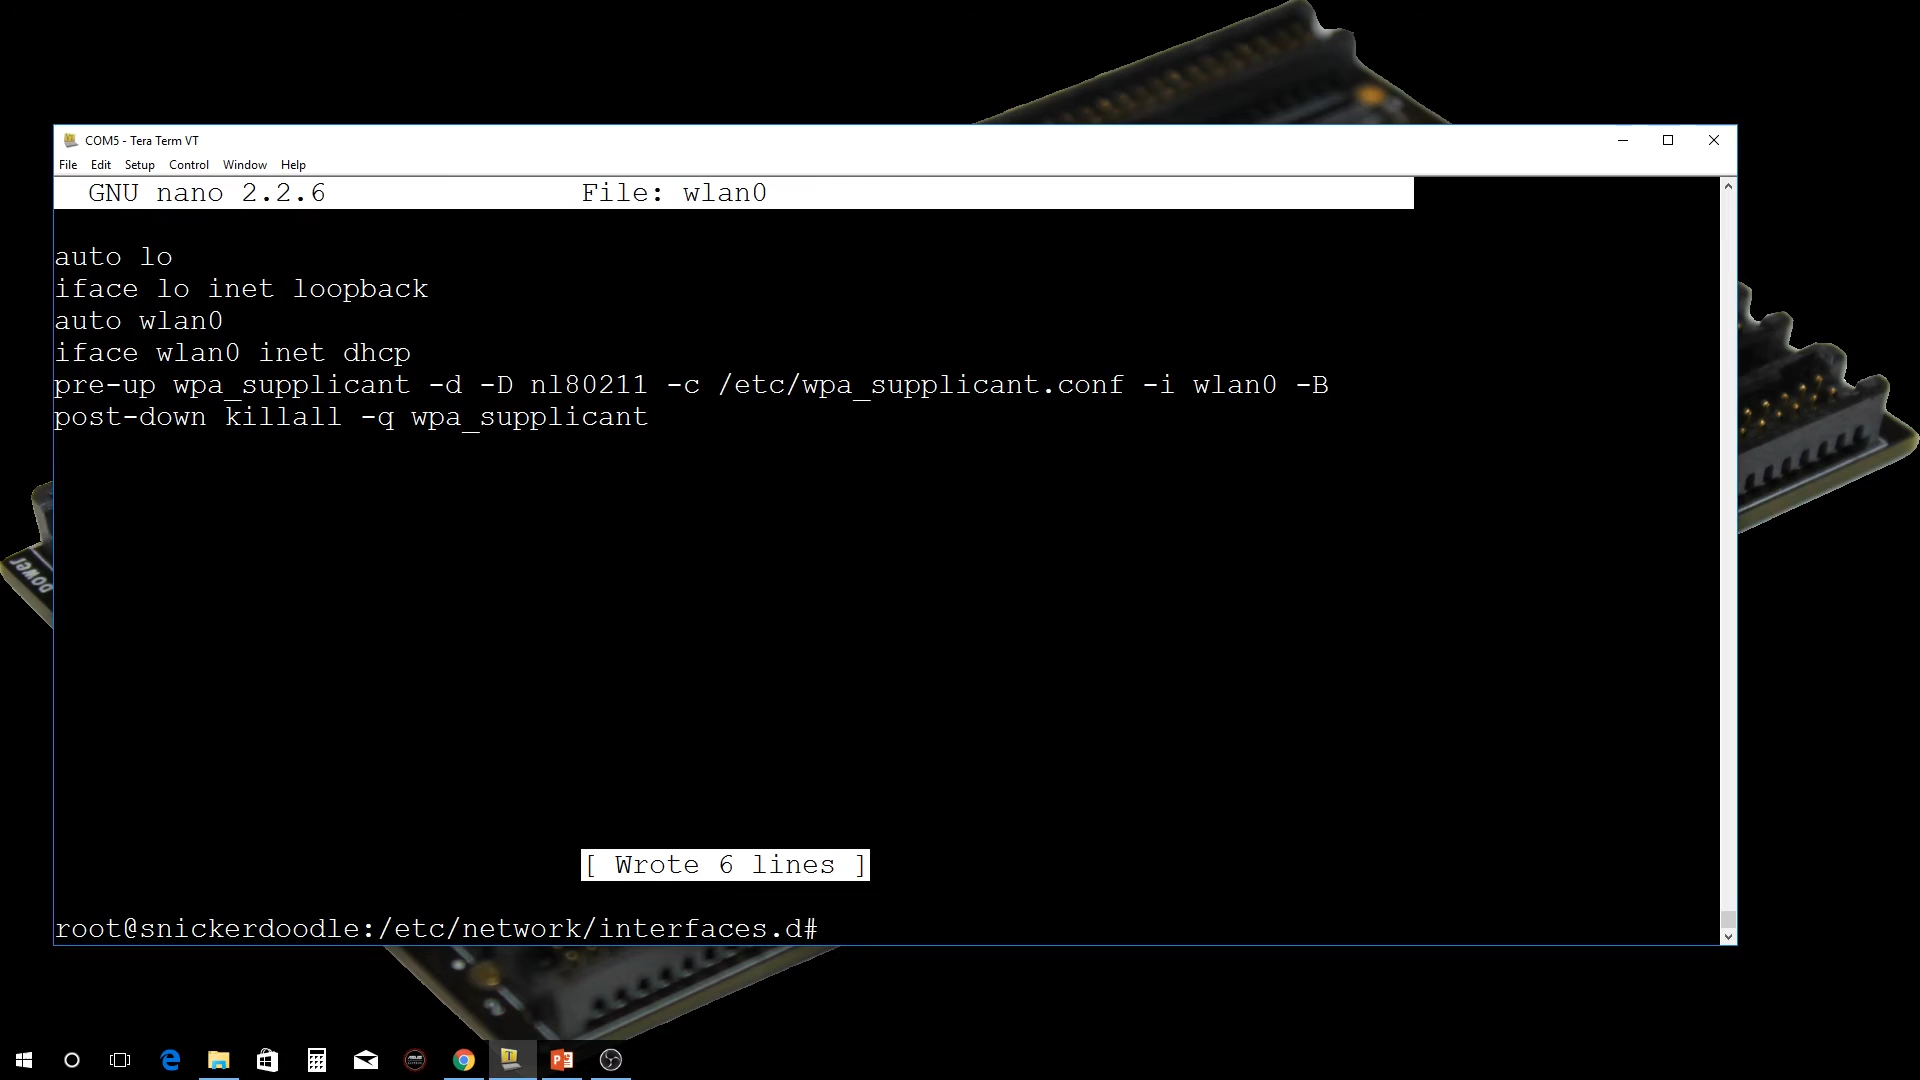 COM5 - Tera Term VT
File Edit Setup Control Window Help
GNU nano 2.2.6 File: wlan0
auto lo
iface lo inet loopback
auto wlan0
iface wlan0 inet dhcp
pre-up wpa_supplicant -d -D nl80211 -c /etc/wpa_supplicant.conf -i wlan0 -B
post-down killall -q wpa_supplicant
power
[ Wrote 6 lines ]
root@snickerdoodle:/etc/network/interfaces.d#